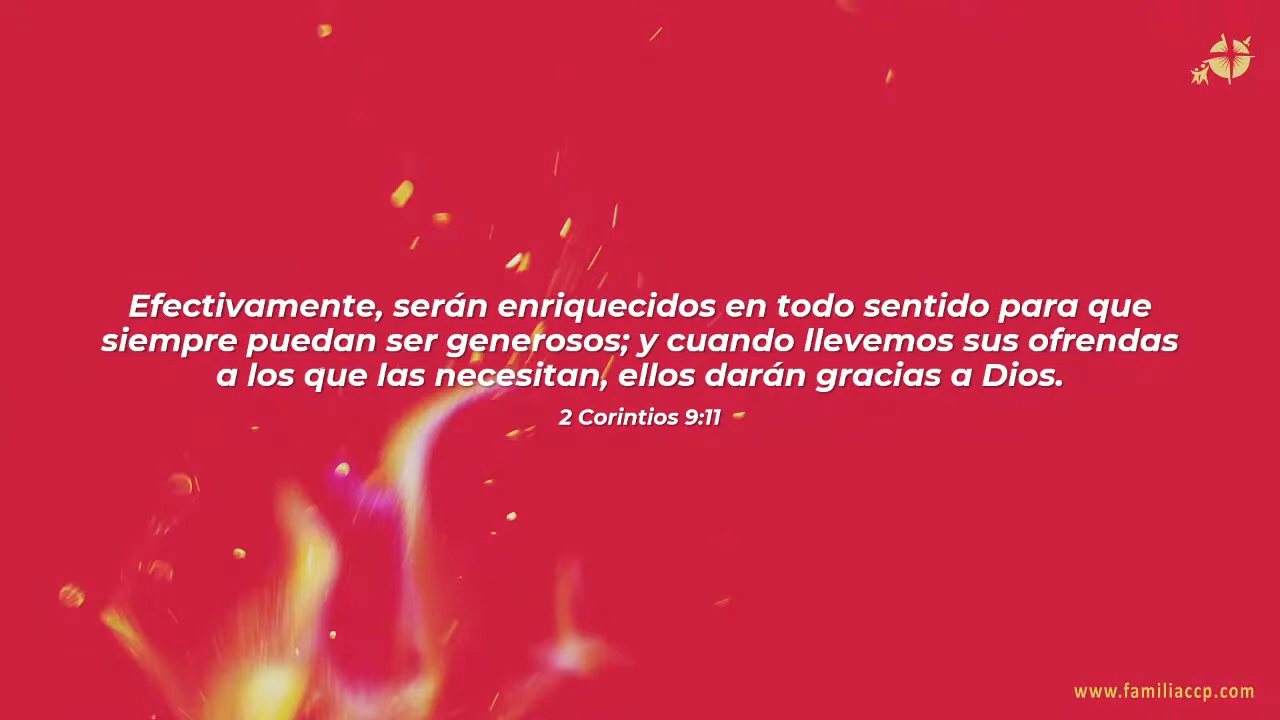 Efectivamente, serán enriquecidos en todo sentido para que
siempre puedan ser generosos; y cuando llevemos sus ofrendas
a los que las necesitan, ellos darán gracias a Dios.
2 Corintios 9:11
www.familiaccp.com